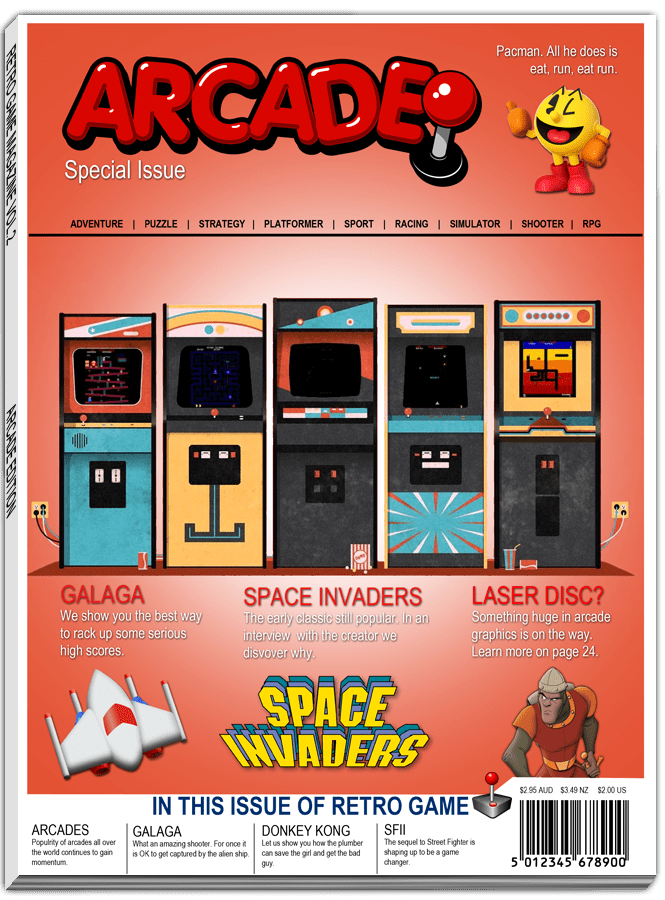 RETRO GAME MAGAZINE VOL.2
ARCADE EDITION
ARCADE
Special Issue
Pacman. All he does is
eat, run, eat run.
ADVENTURE | PUZZLE | STRATEGY | PLATFORMER | SPORT | RACING | SIMULATOR | SHOOTER | RPG
GALAGA
We show you the best way
to rack up some serious
high scores.
SPACE INVADERS
The early classic still popular. In an
interview with the creator we
disvover why.
LASER DISC?
Something huge in arcade
graphics is on the way.
Learn more on page 24.
SPACE
INVADERS
IN THIS ISSUE OF RETRO GAME
$2.95 AUD $3.49 NZ $2.00 US
5 012345 678900
ARCADES
Populrity of arcades all over
the world continues to gain
momentum.
GALAGA
What an amazing shooter. For once it
is OK to get captured by the alien ship.
DONKEY KONG
Let us show you how the plumber
can save the girl and get the bad
guy.
SFII
The sequel to Street Fighter is
shaping up to be a game
changer.